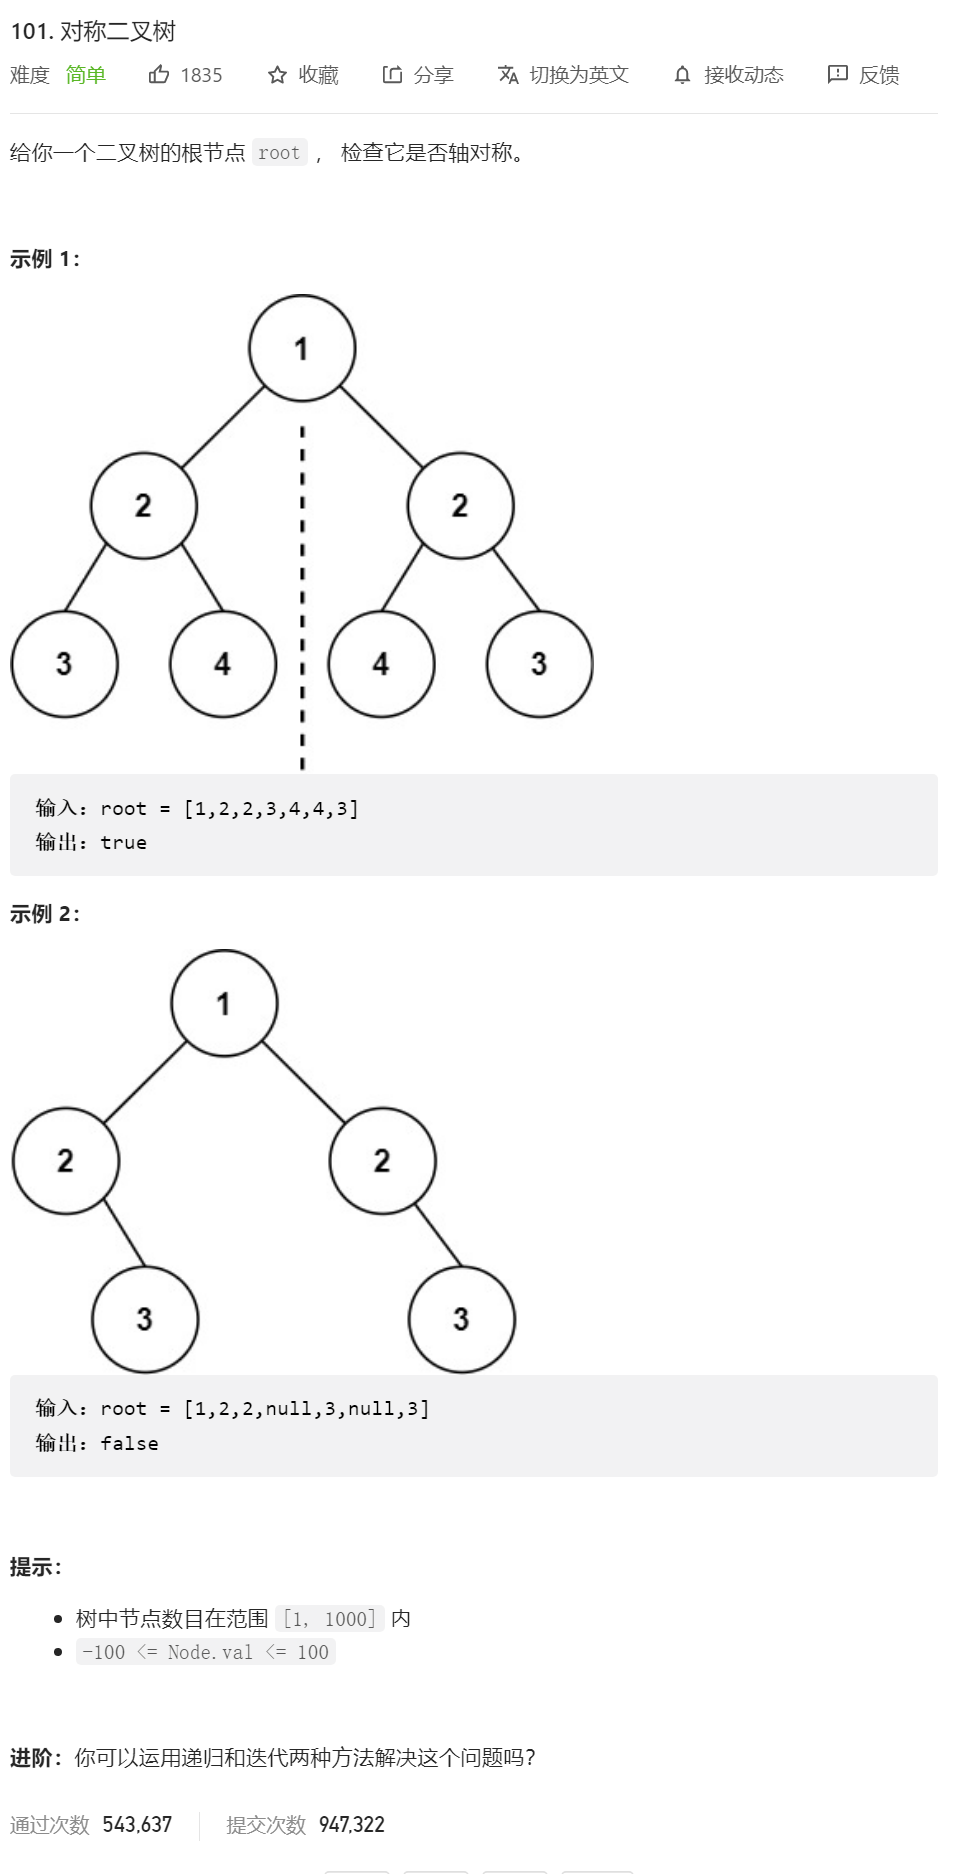 101. 对称二叉树
难度 简单 1835 收藏 分享 切换为英文 接收动态 反馈
给你一个二叉树的根节点 root ， 检查它是否轴对称。
示例 1：
1
2 2
3 4 4 3
输入：root = [1,2,2,3,4,4,3]
输出：true
示例 2：
1
2 2
3 3
输入：root = [1,2,2,null,3,null,3]
输出：false
提示：
树中节点数目在范围 [1, 1000] 内
-100 <= Node.val <= 100
进阶：你可以运用递归和迭代两种方法解决这个问题吗？
通过次数 543,637 提交次数 947,322